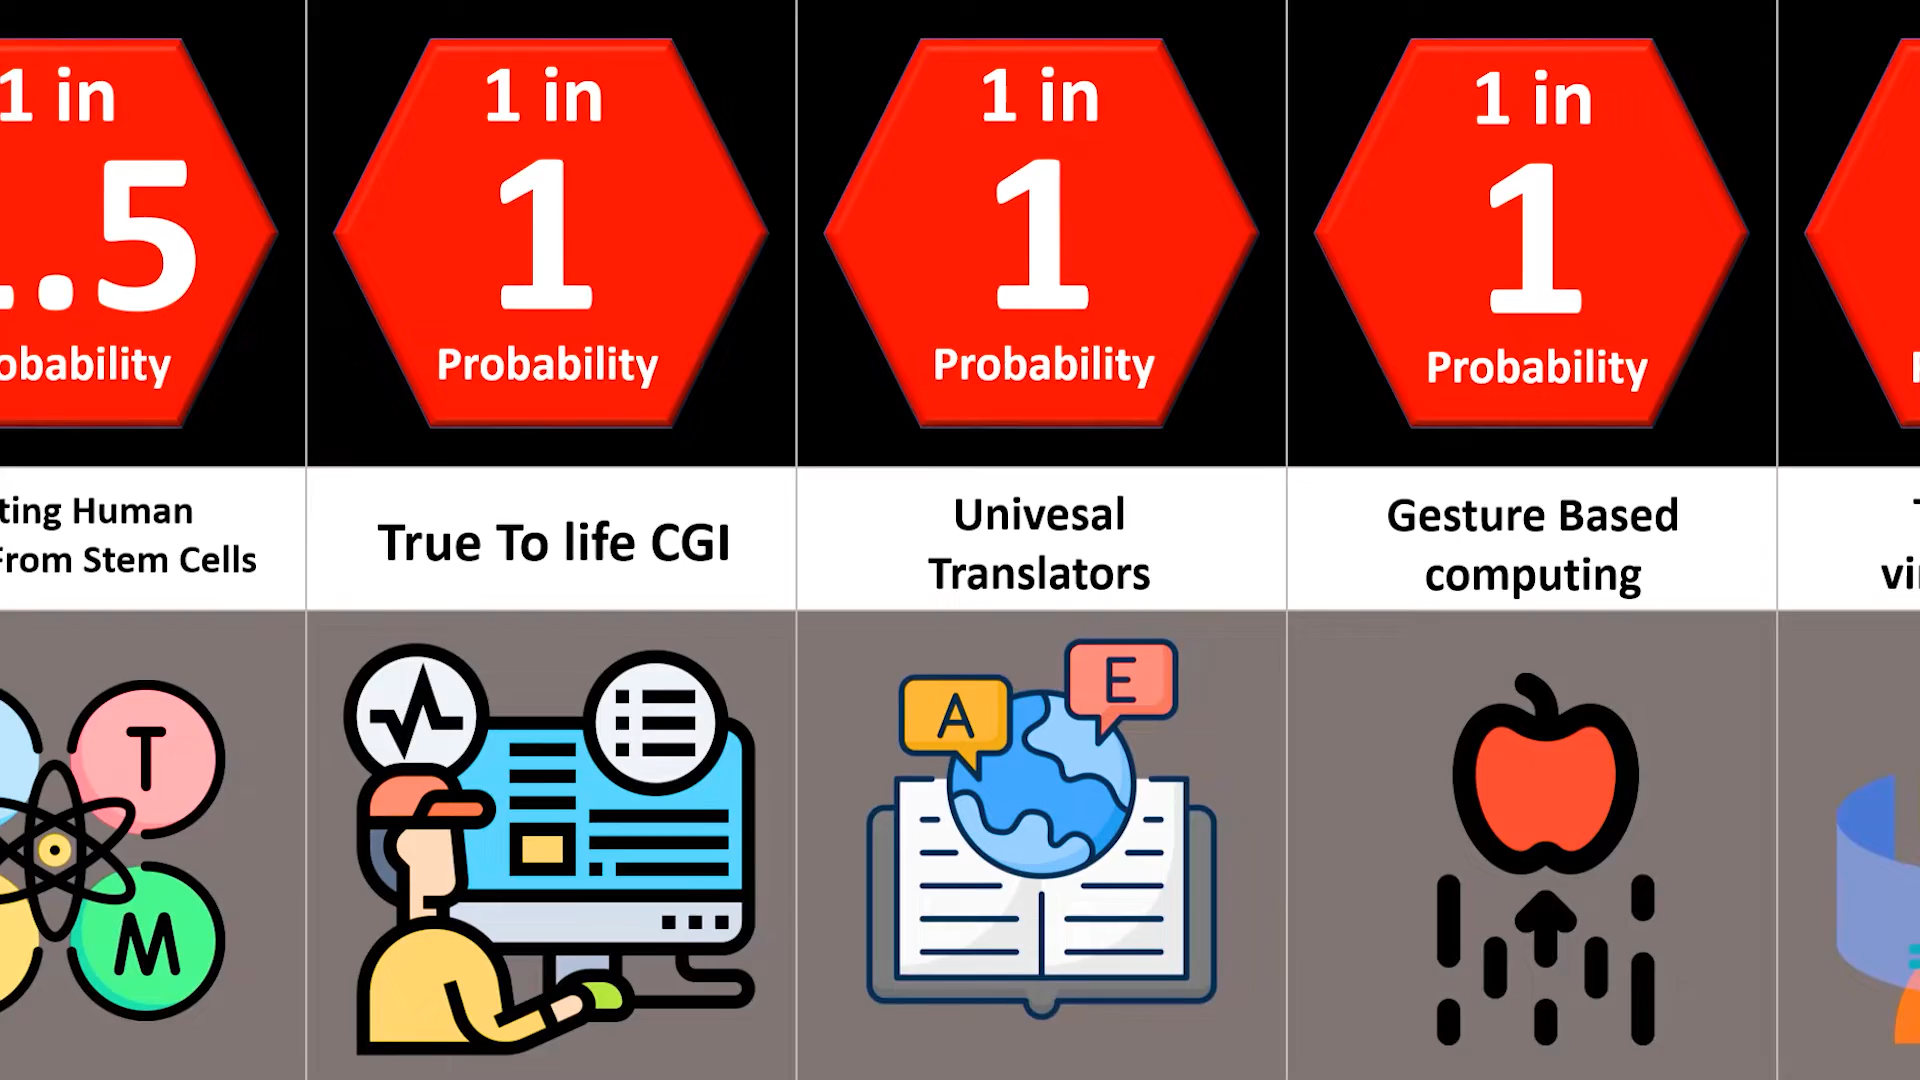 1 in
.5
obability
ting Human
From Stem Cells
T
M
1 in
1
Probability
True To life CGI
1 in
1
Probability
Univesal
Translators
A
E
1 in
1
Probability
Gesture Based
computing
vi